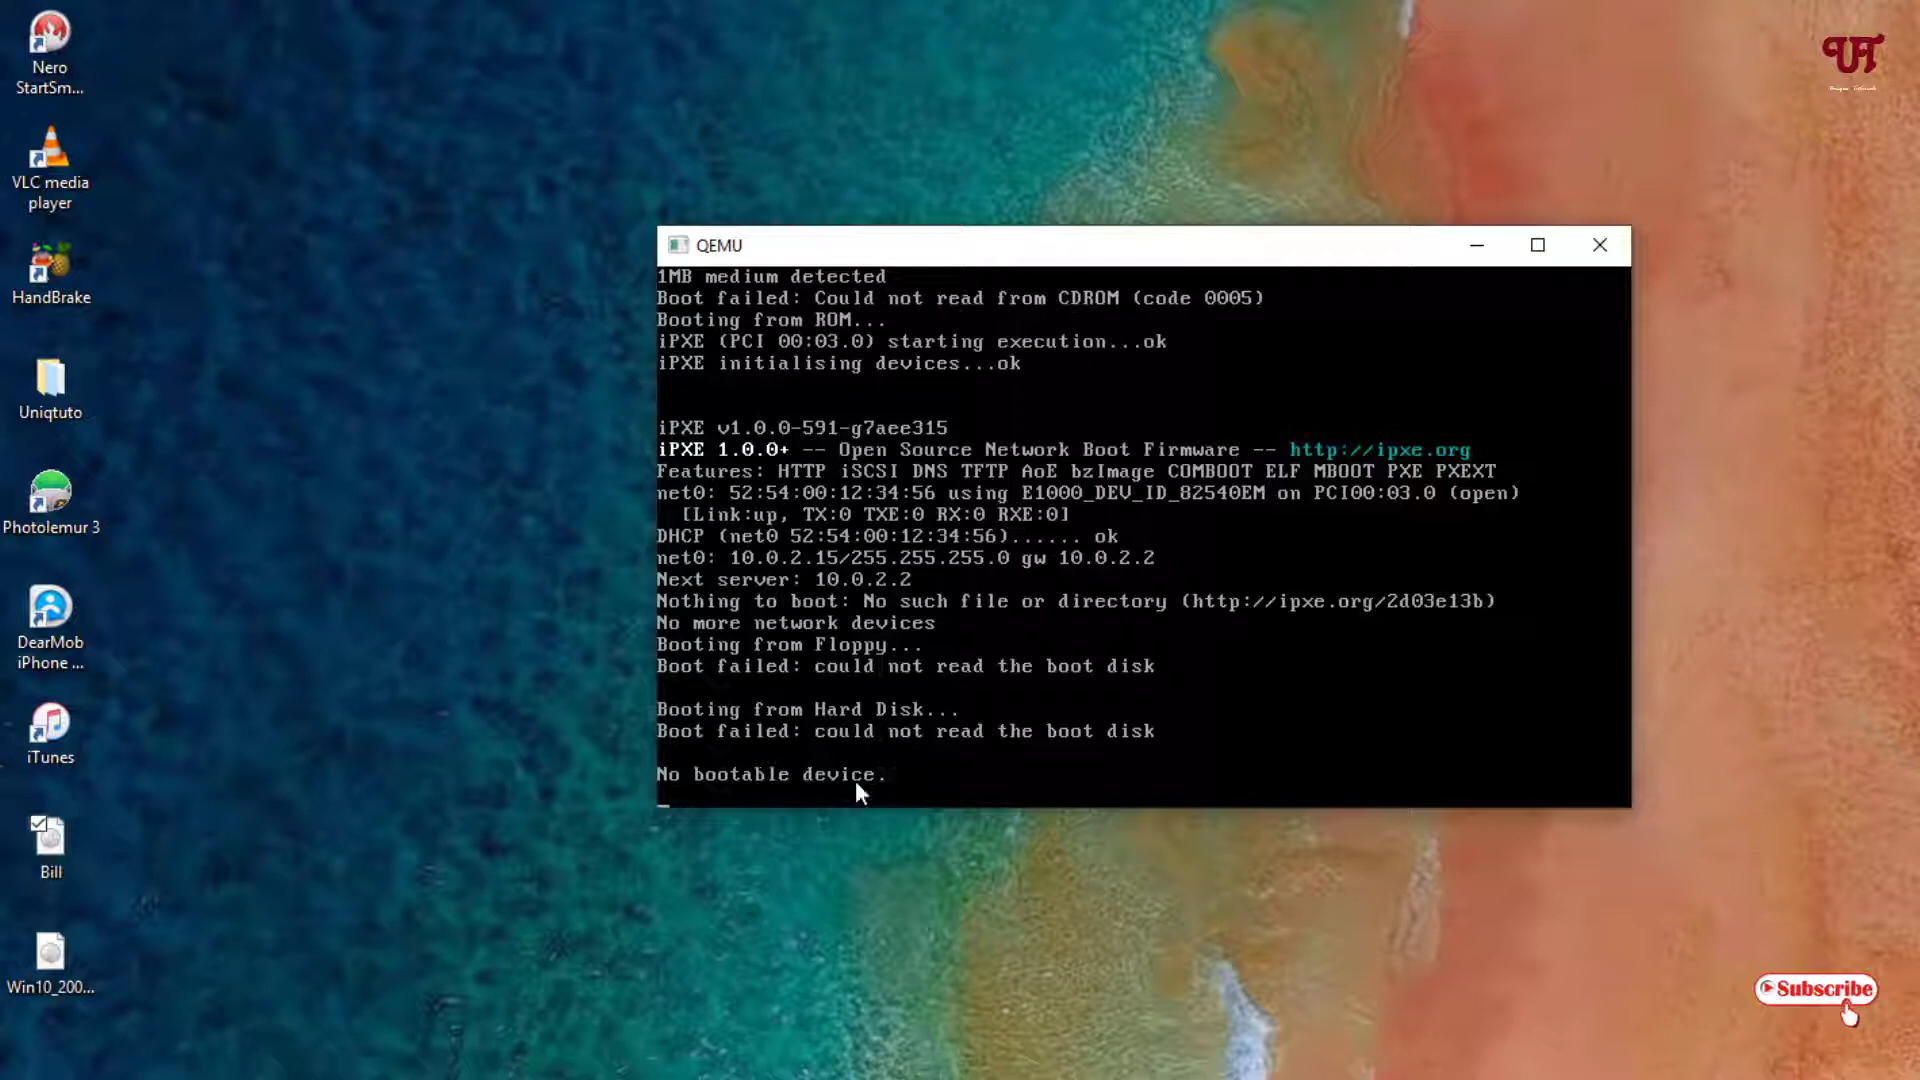 Nero
StartSm...
VLC media
player
HandBrake
Uniqtuto
Photolemur 3
DearMob
iPhone ...
iTunes
Bill
Win10_200...
QEMU
1MB medium detected
Boot failed: Could not read from CDROM (code 0005)
Booting from ROM...
iPXE (PCI 00:03.0) starting execution...ok
iPXE initialising devices...ok
iPXE v1.0.0-591-g7aee315
iPXE 1.0.0+ -- Open Source Network Boot Firmware -- http://ipxe.org
Features: HTTP iSCSI DNS TFTP AoE bzImage COMBOOT ELF MBOOT PXE PXEXT
net0: 52:54:00:12:34:56 using E1000_DEV_ID_82540EM on PCI00:03.0 (open)
[Link:up, TX:0 TXE:0 RX:0 RXE:0]
DHCP (net0 52:54:00:12:34:56)...... ok
net0: 10.0.2.15/255.255.255.0 gw 10.0.2.2
Next server: 10.0.2.2
Nothing to boot: No such file or directory (http://ipxe.org/2d03e13b)
No more network devices
Booting from Floppy...
Boot failed: could not read the boot disk
Booting from Hard Disk...
Boot failed: could not read the boot disk
No bootable device.
UT
Subscribe